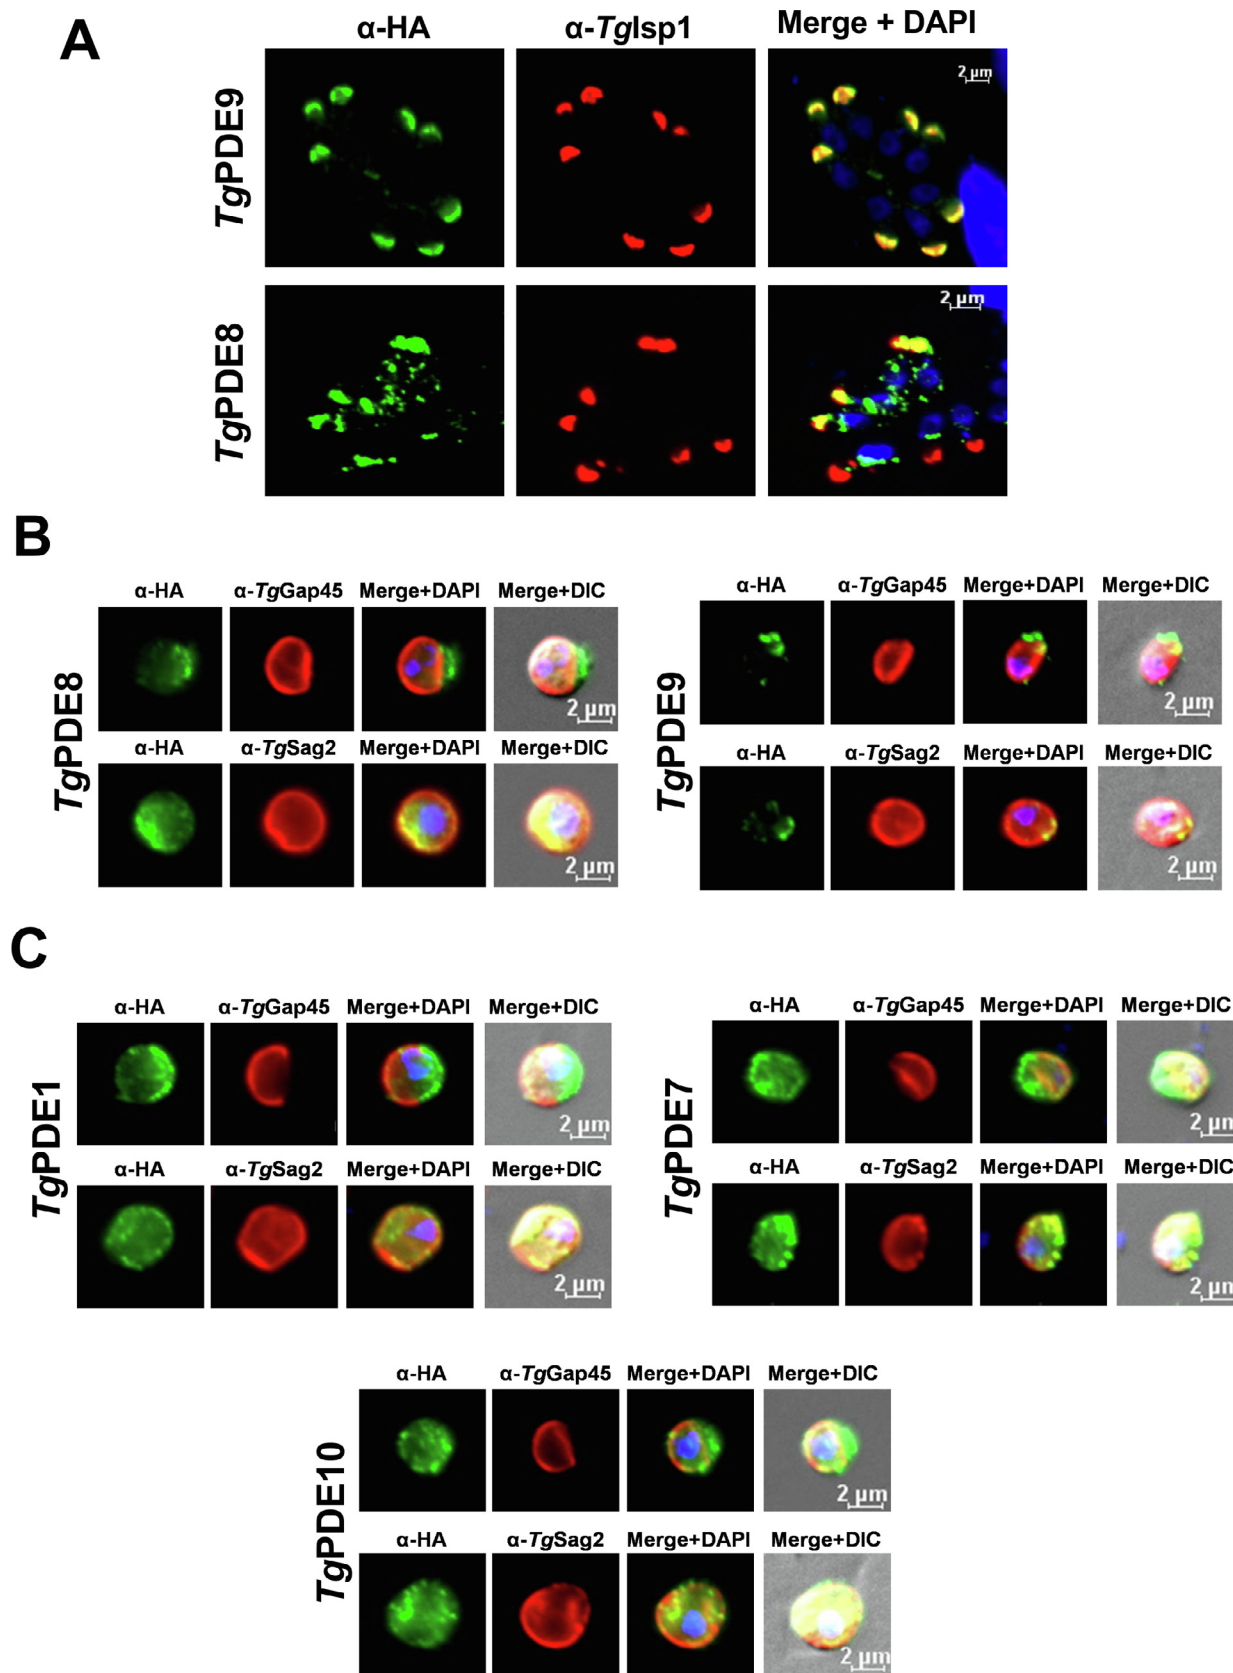 A
α-HA
α-TgIsp1
Merge + DAPI
TgPDE9
2 µm
TgPDE8
2 µm
B
α-HA
α-TgGap45
Merge+DAPI
Merge+DIC
2 µm
TgPDE8
α-HA
α-TgSag2
Merge+DAPI
Merge+DIC
2 µm
α-HA
α-TgGap45
Merge+DAPI
Merge+DIC
2 µm
TgPDE9
α-HA
α-TgSag2
Merge+DAPI
Merge+DIC
2 µm
C
α-HA
α-TgGap45
Merge+DAPI
Merge+DIC
2 µm
TgPDE1
α-HA
α-TgSag2
Merge+DAPI
Merge+DIC
2 µm
α-HA
α-TgGap45
Merge+DAPI
Merge+DIC
2 µm
TgPDE7
α-HA
α-TgSag2
Merge+DAPI
Merge+DIC
2 µm
α-HA
α-TgGap45
Merge+DAPI
Merge+DIC
2 µm
TgPDE10
α-HA
α-TgSag2
Merge+DAPI
Merge+DIC
2 µm